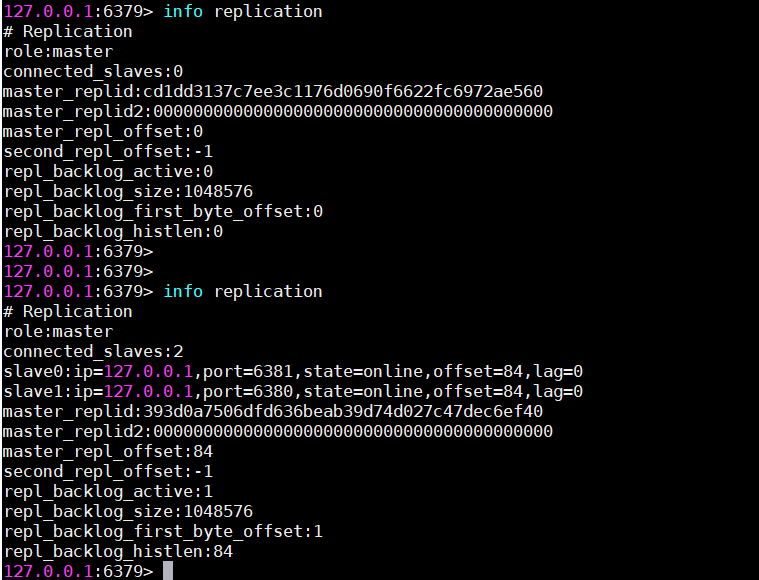 127.0.0.1:6379> info replication
# Replication
role:master
connected_slaves:0
master_replid:cd1dd3137c7ee3c1176d0690f6622fc6972ae560
master_replid2:0000000000000000000000000000000000000000
master_repl_offset:0
second_repl_offset:-1
repl_backlog_active:0
repl_backlog_size:1048576
repl_backlog_first_byte_offset:0
repl_backlog_histlen:0
127.0.0.1:6379>
127.0.0.1:6379>
127.0.0.1:6379> info replication
# Replication
role:master
connected_slaves:2
slave0:ip=127.0.0.1,port=6381,state=online,offset=84,lag=0
slave1:ip=127.0.0.1,port=6380,state=online,offset=84,lag=0
master_replid:393d0a7506dfd636beab39d74d027c47dec6ef40
master_replid2:0000000000000000000000000000000000000000
master_repl_offset:84
second_repl_offset:-1
repl_backlog_active:1
repl_backlog_size:1048576
repl_backlog_first_byte_offset:1
repl_backlog_histlen:84
127.0.0.1:6379>